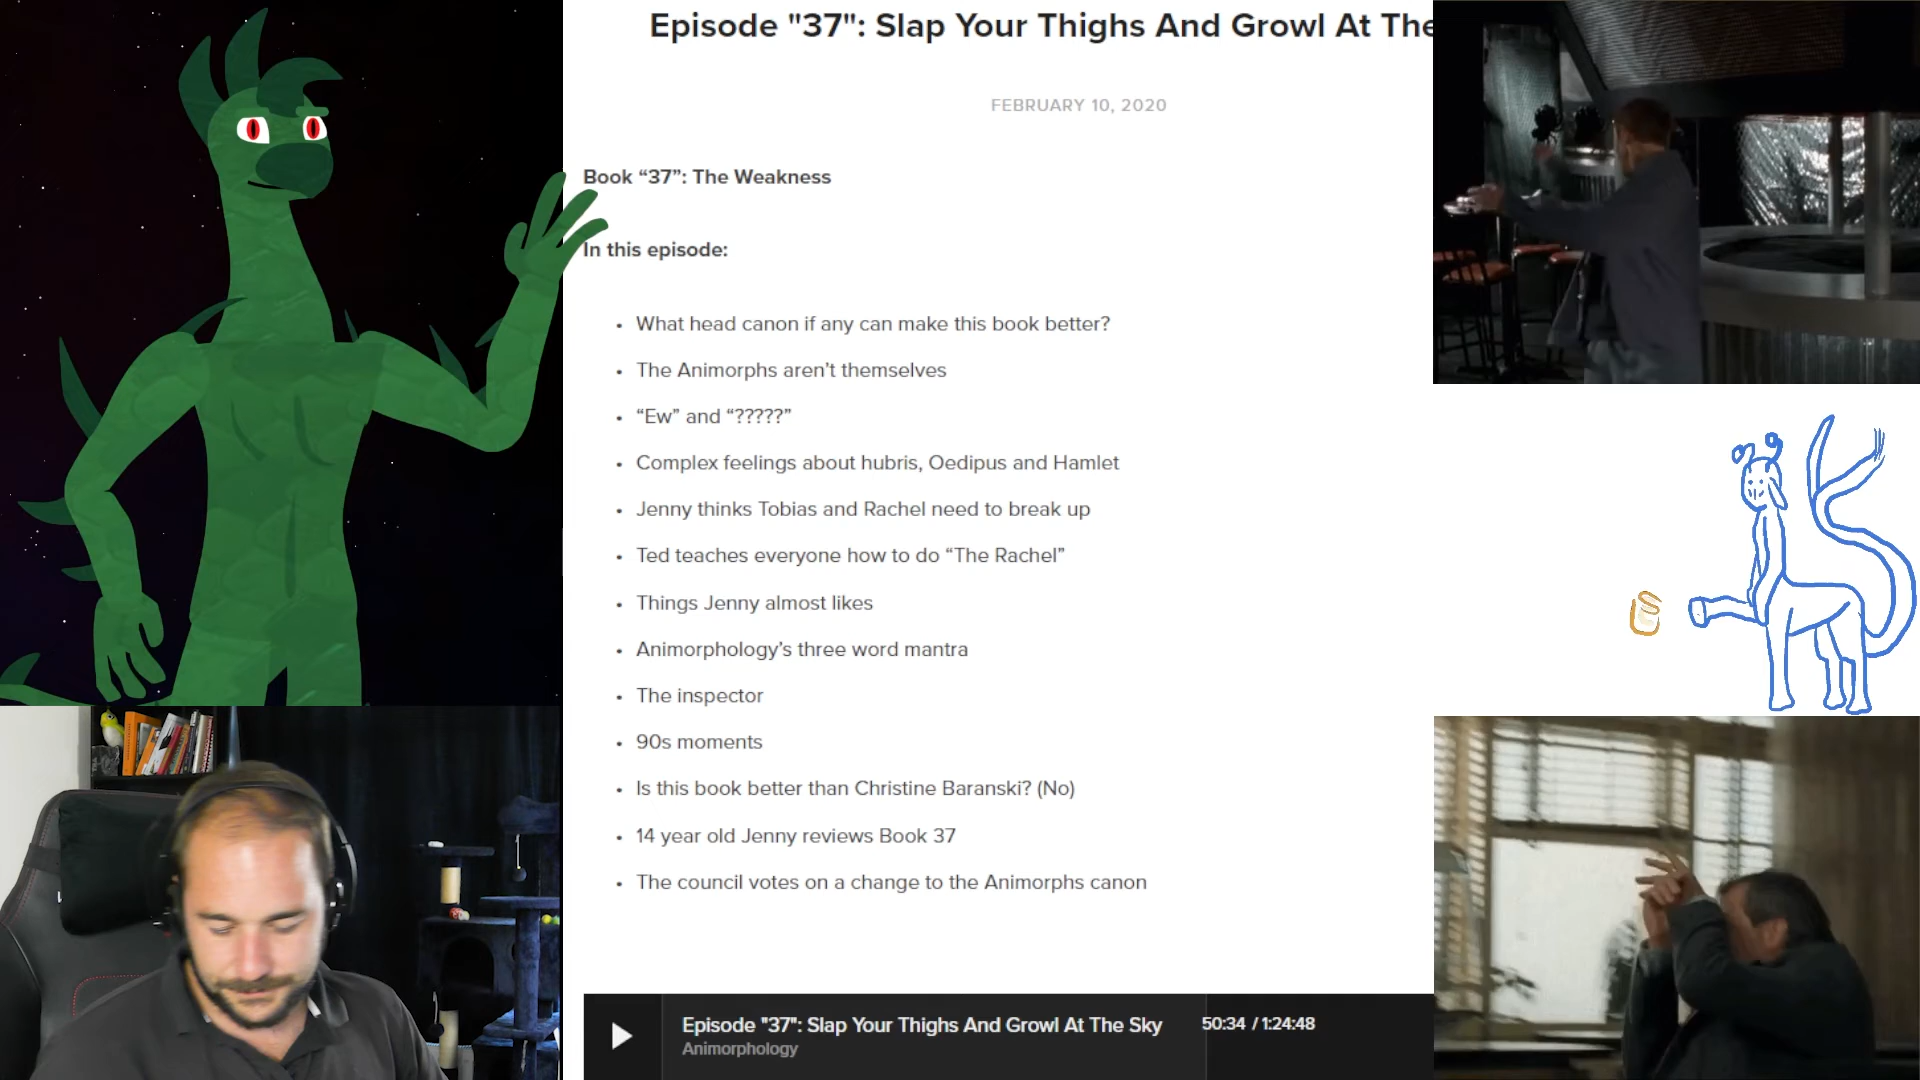 Episode "37": Slap Your Thighs And Growl At The
FEBRUARY 10, 2020
Book “37”: The Weakness
In this episode:
• What head canon if any can make this book better?
• The Animorphs aren’t themselves
• “Ew” and “?????”
• Complex feelings about hubris, Oedipus and Hamlet
• Jenny thinks Tobias and Rachel need to break up
• Ted teaches everyone how to do “The Rachel”
• Things Jenny almost likes
• Animorphology’s three word mantra
• The inspector
• 90s moments
• Is this book better than Christine Baranski? (No)
• 14 year old Jenny reviews Book 37
• The council votes on a change to the Animorphs canon
Episode "37": Slap Your Thighs And Growl At The Sky
50:34 / 1:24:48
Animorphology